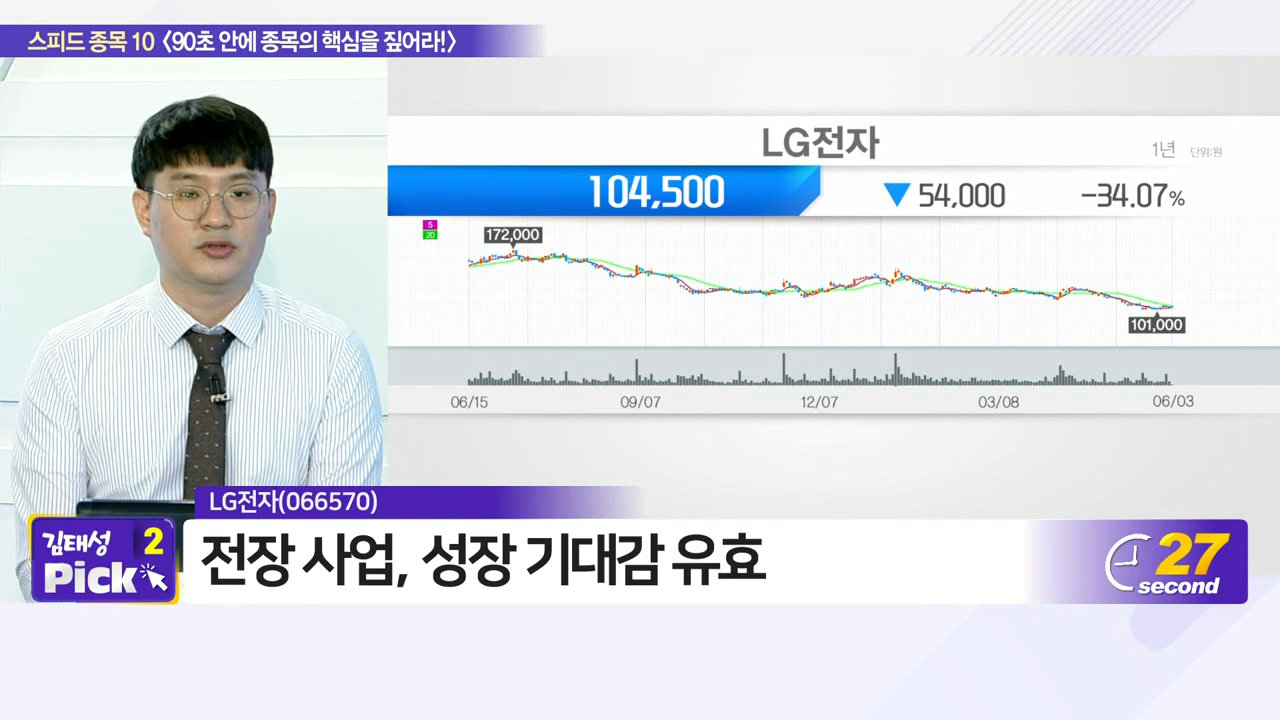 스피드 종목 10 〈90초 안에 종목의 핵심을 짚어라!〉
LG전자
1년 단위:원
104,500 ▼ 54,000 -34.07%
5
20
172,000
101,000
06/15 09/07 12/07 03/08 06/03
LG전자(066570)
김태성 2
Pick
전장 사업, 성장 기대감 유효
27
second